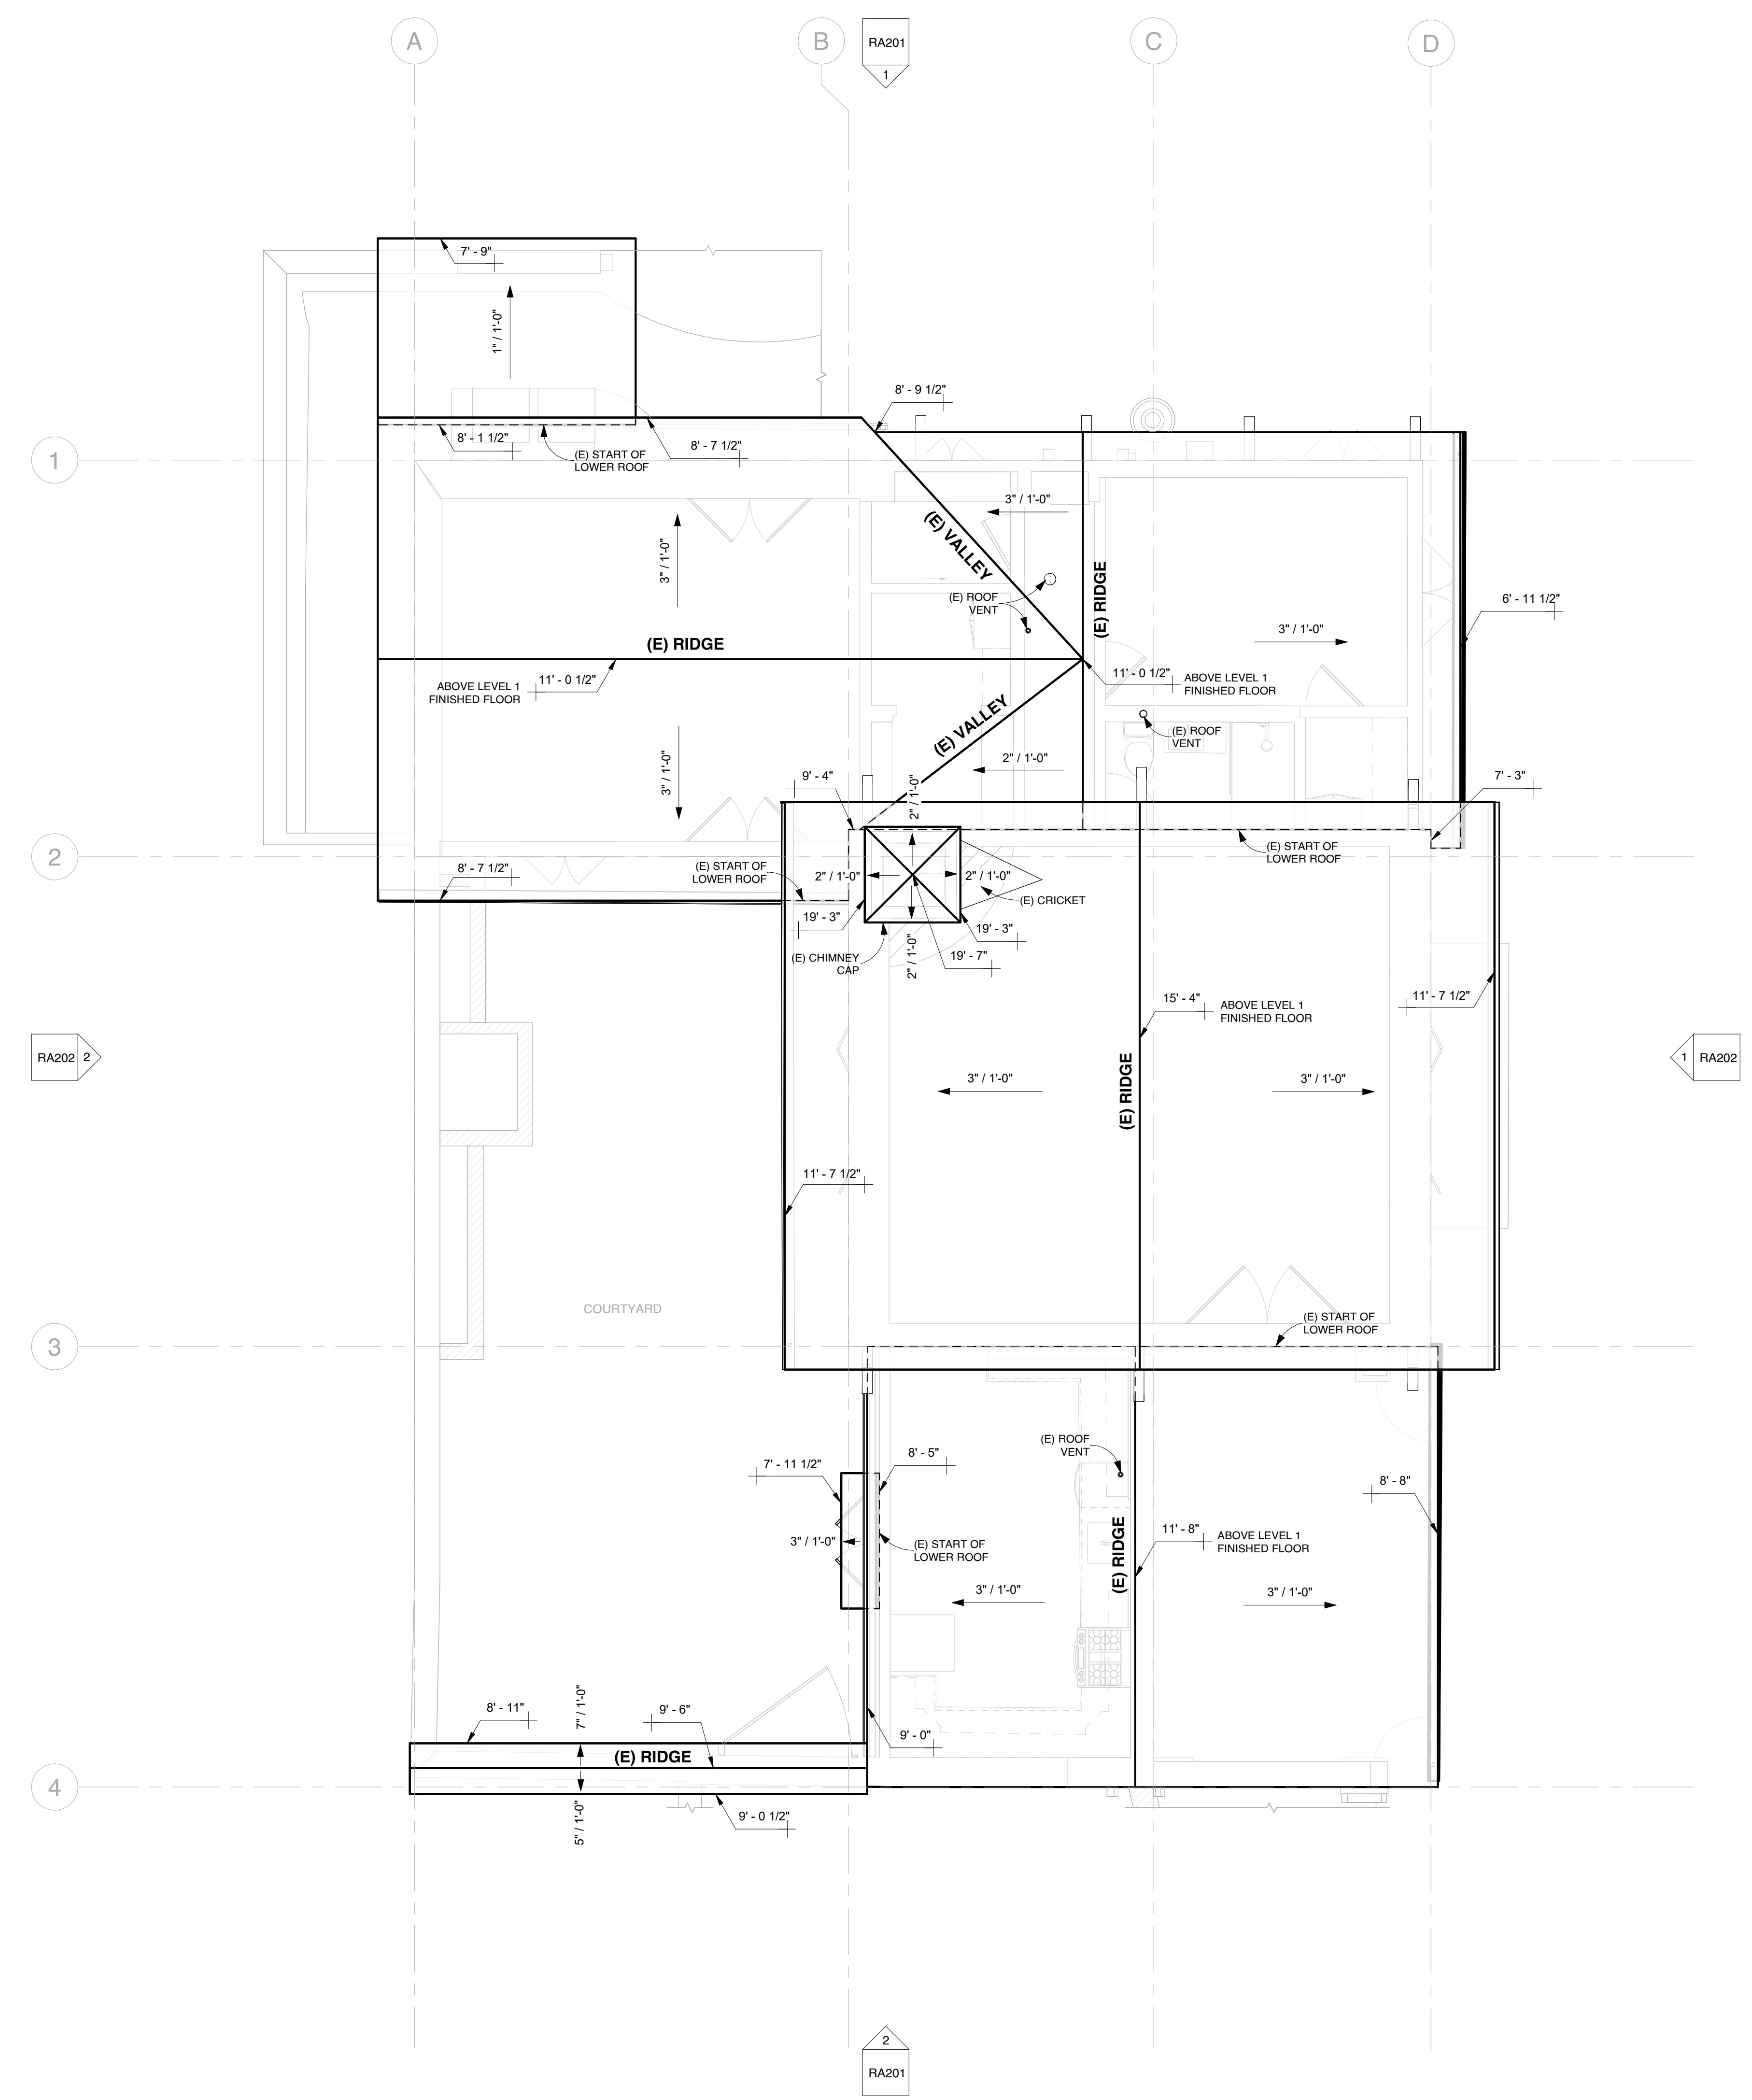 A
B
RA201
1
C
D
7' - 9"
1" / 1'-0"
8' - 9 1/2"
8' - 1 1/2"
(E) START OF
LOWER ROOF
8' - 7 1/2"
1
3" / 1'-0"
(E) VALLEY
3" / 1'-0"
(E) ROOF
VENT
(E) RIDGE
6' - 11 1/2"
3" / 1'-0"
(E) RIDGE
ABOVE LEVEL 1
FINISHED FLOOR
11' - 0 1/2"
11' - 0 1/2"
ABOVE LEVEL 1
FINISHED FLOOR
(E) VALLEY
(E) ROOF
VENT
3" / 1'-0"
2" / 1'-0"
9' - 4"
2" / 1'-0"
7' - 3"
2
8' - 7 1/2"
(E) START OF
LOWER ROOF
(E) START OF
LOWER ROOF
2" / 1'-0"
2" / 1'-0"
(E) CRICKET
19' - 3"
19' - 3"
(E) CHIMNEY
CAP
2" / 1'-0"
19' - 7"
15' - 4"
ABOVE LEVEL 1
FINISHED FLOOR
11' - 7 1/2"
RA202
2
1
RA202
3" / 1'-0"
(E) RIDGE
3" / 1'-0"
11' - 7 1/2"
COURTYARD
(E) START OF
LOWER ROOF
3
(E) ROOF
VENT
7' - 11 1/2"
8' - 5"
8' - 8"
3" / 1'-0"
(E) START OF
LOWER ROOF
(E) RIDGE
11' - 8"
ABOVE LEVEL 1
FINISHED FLOOR
3" / 1'-0"
3" / 1'-0"
8' - 11"
7" / 1'-0"
9' - 6"
9' - 0"
(E) RIDGE
4
5" / 1'-0"
9' - 0 1/2"
2
RA201